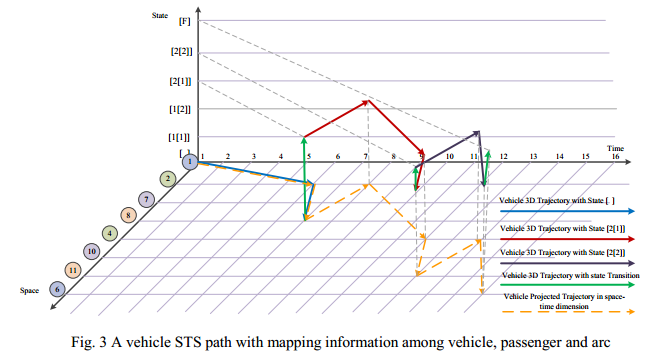 State
[F]
[2[2]]
[2[1]]
[1[2]]
[1[1]]
[ ]
Time
1 2 3 4 5 6 7 8 9 10 11 12 13 14 15 16
1
2
7
8
4
10
11
6
Space
Vehicle 3D Trajectory with State [ ]
Vehicle 3D Trajectory with State [2[1]]
Vehicle 3D Trajectory with State [2[2]]
Vehicle 3D Trajectory with state Transition
Vehicle Projected Trajectory in space-
time dimension
Fig. 3 A vehicle STS path with mapping information among vehicle, passenger and arc